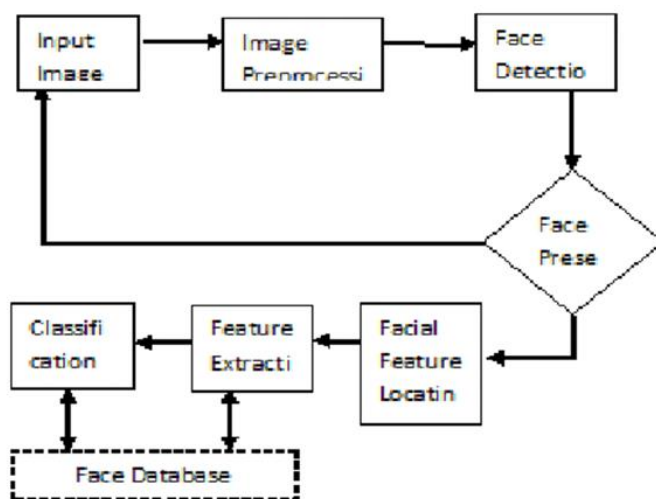 Input
Image
Image
Preprocessi
Face
Detectio
Face
Prese
Classifi
cation
Feature
Extracti
Facial
Feature
Locatin
Face Database